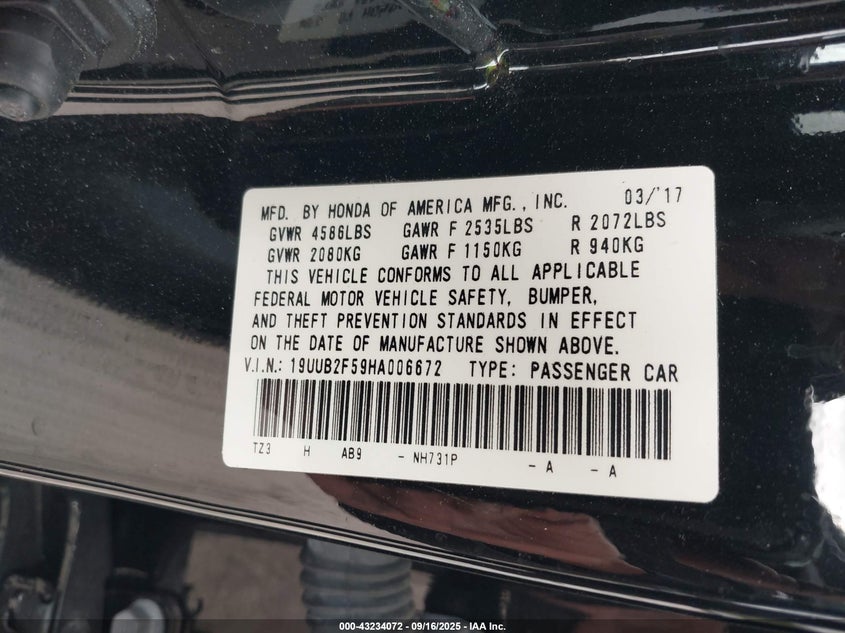 MFD. BY HONDA OF AMERICA MFG., INC. 03/'17
GVWR 4586LBS GAWR F 2535LBS R 2072LBS
GVWR 2080KG GAWR F 1150KG R 940KG
THIS VEHICLE CONFORMS TO ALL APPLICABLE
FEDERAL MOTOR VEHICLE SAFETY, BUMPER,
AND THEFT PREVENTION STANDARDS IN EFFECT
ON THE DATE OF MANUFACTURE SHOWN ABOVE.
V.I.N.: 19UUB2F59HA006672 TYPE: PASSENGER CAR
TZ3 H AB9 - NH731P - A - A
000-43234072 - 09/16/2025 - IAA Inc.